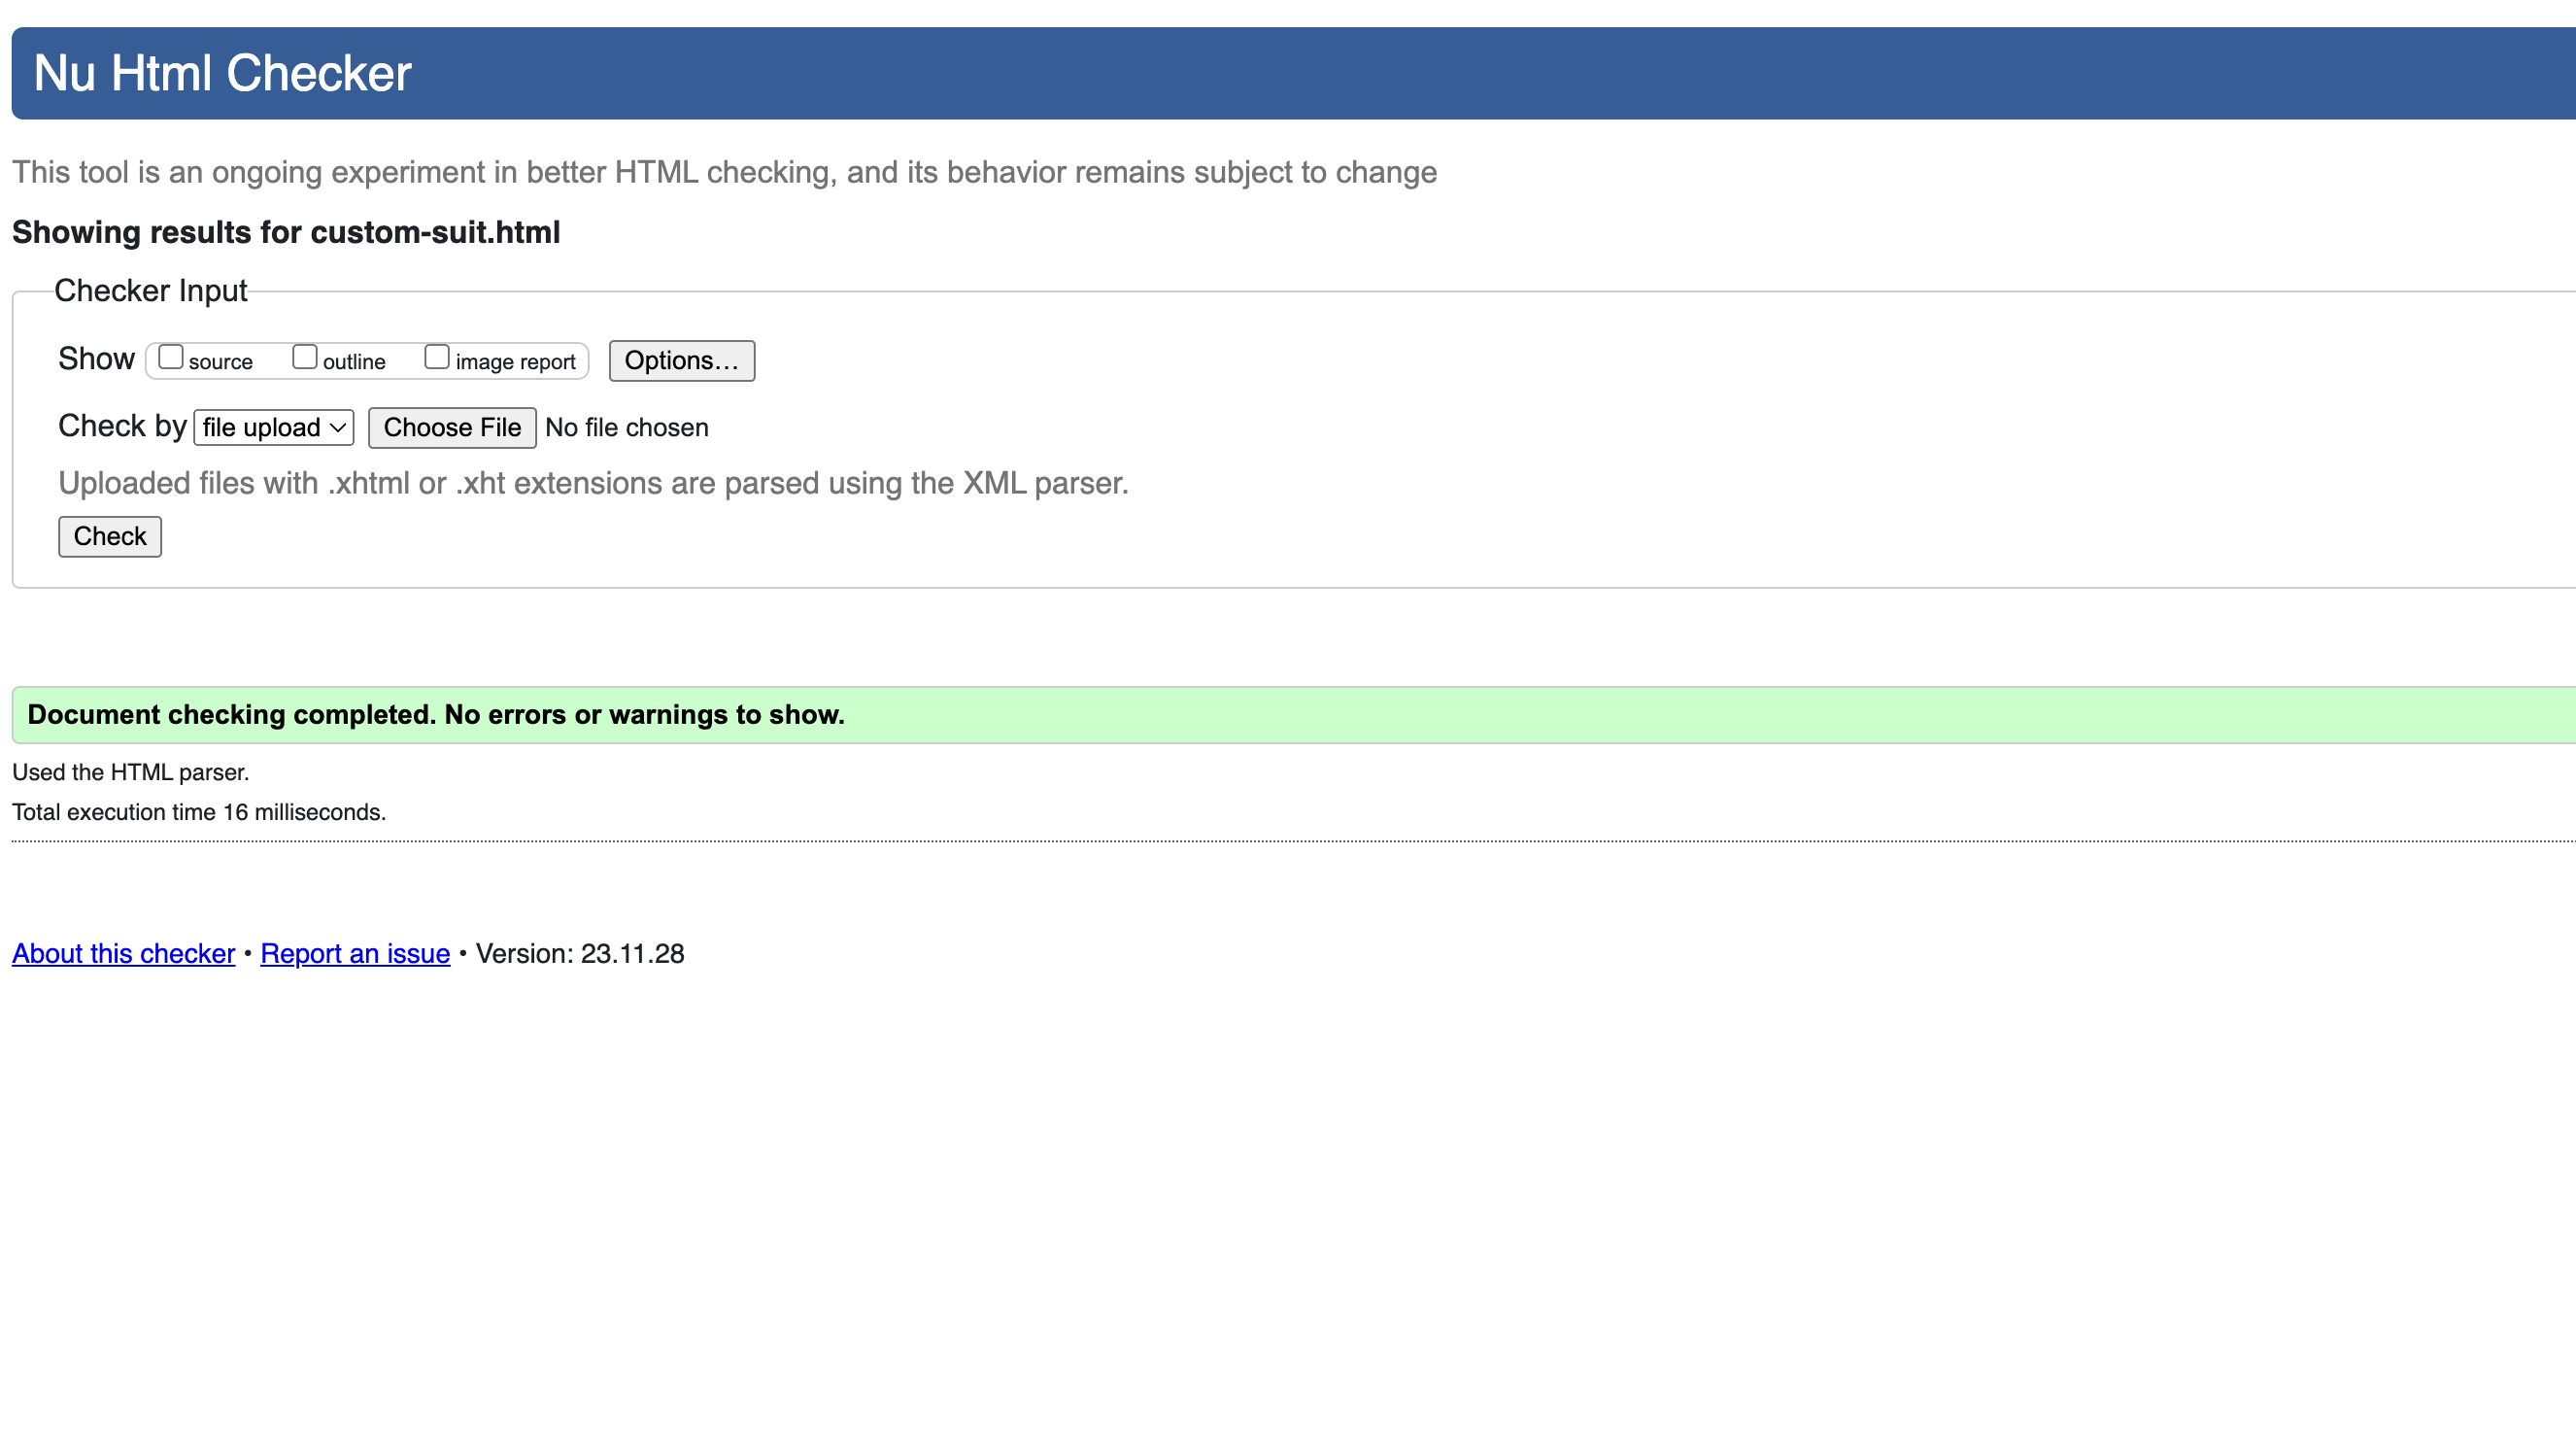 Nu Html Checker
This tool is an ongoing experiment in better HTML checking, and its behavior remains subject to change
Showing results for custom-suit.html
Checker Input
Show source outline image report Options…
Check by file upload Choose File No file chosen
Uploaded files with .xhtml or .xht extensions are parsed using the XML parser.
Check
Document checking completed. No errors or warnings to show.
Used the HTML parser.
Total execution time 16 milliseconds.
About this checker • Report an issue • Version: 23.11.28